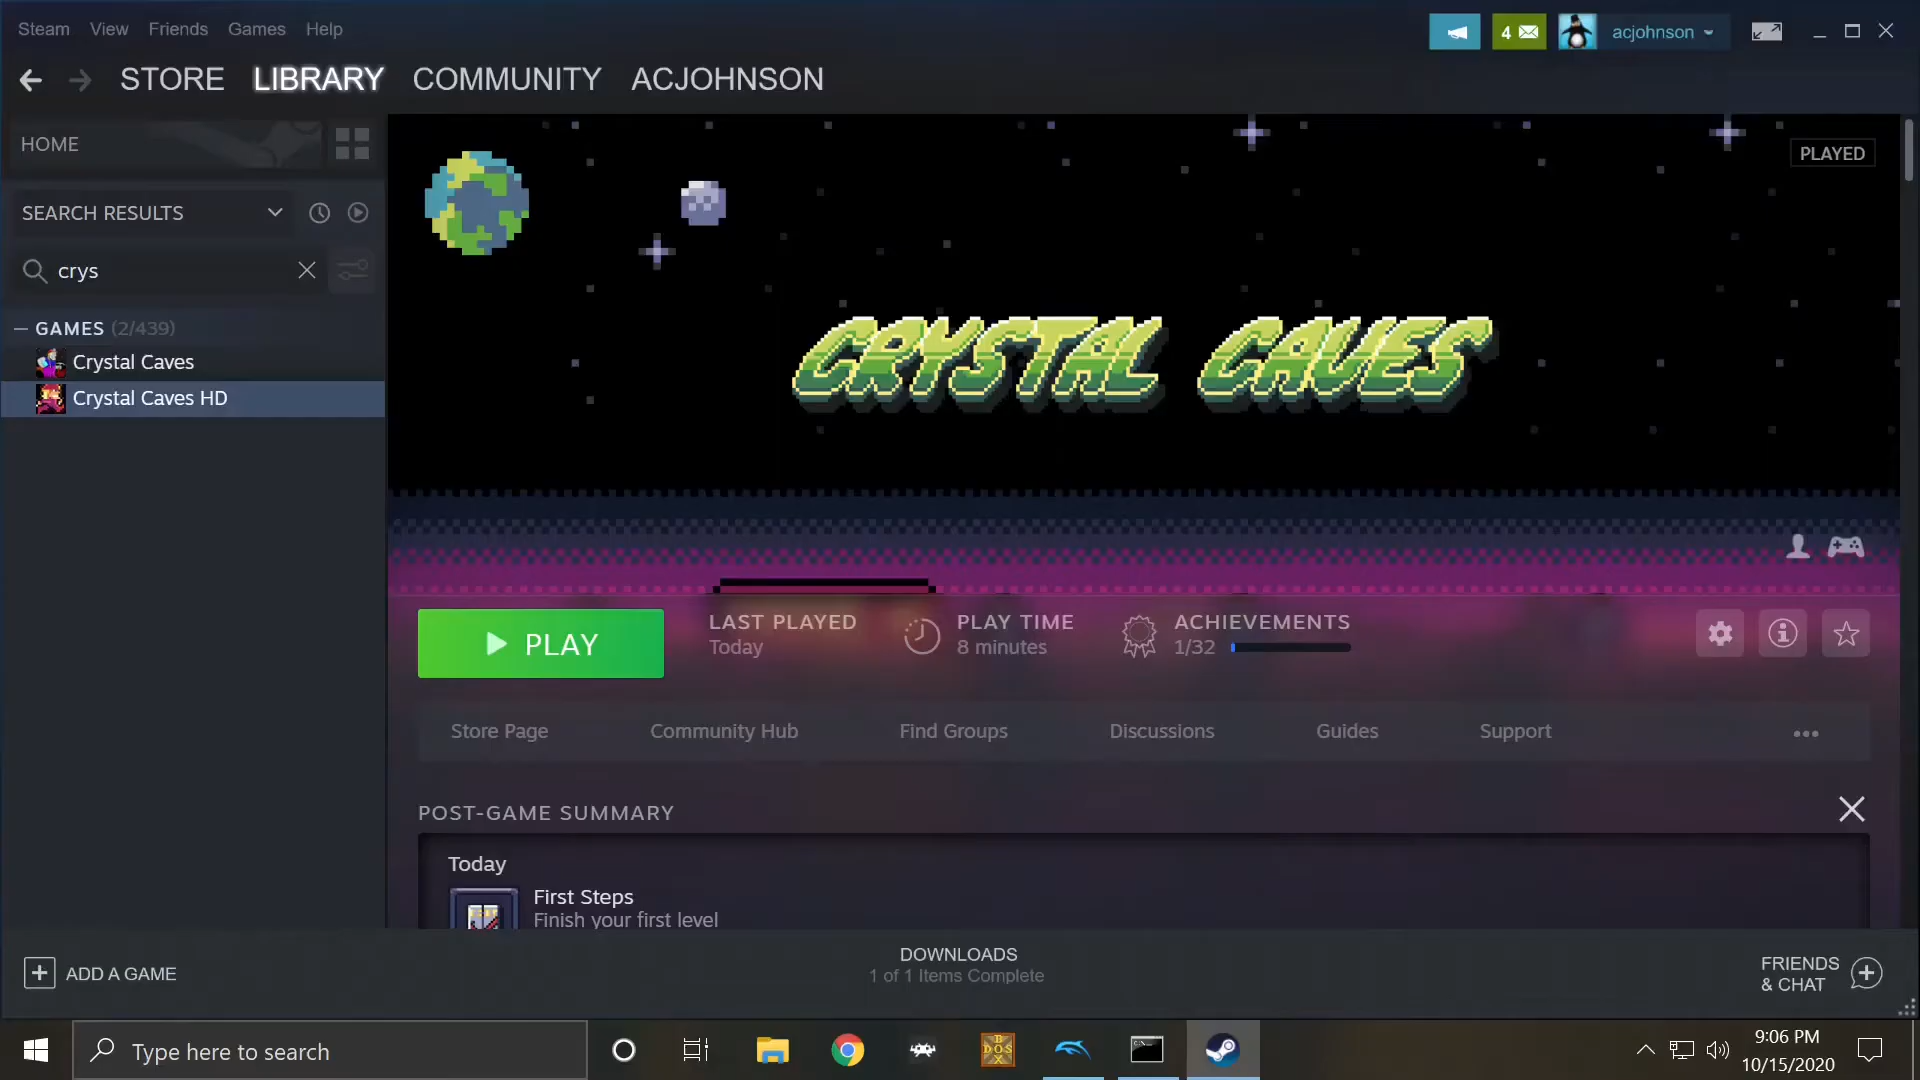 Steam View Friends Games Help
4
acjohnson
STORE LIBRARY COMMUNITY ACJOHNSON
HOME
PLAYED
SEARCH RESULTS
crys
GAMES (2/439)
Crystal Caves
Crystal Caves HD
CRYSTAL CAVES
PLAY
LAST PLAYED
Today
PLAY TIME
8 minutes
ACHIEVEMENTS
1/32
Store Page Community Hub Find Groups Discussions Guides Support
POST-GAME SUMMARY
Today
First Steps
Finish your first level
ADD A GAME
DOWNLOADS
1 of 1 Items Complete
FRIENDS
& CHAT
Type here to search
DOS
BOX
9:06 PM
10/15/2020